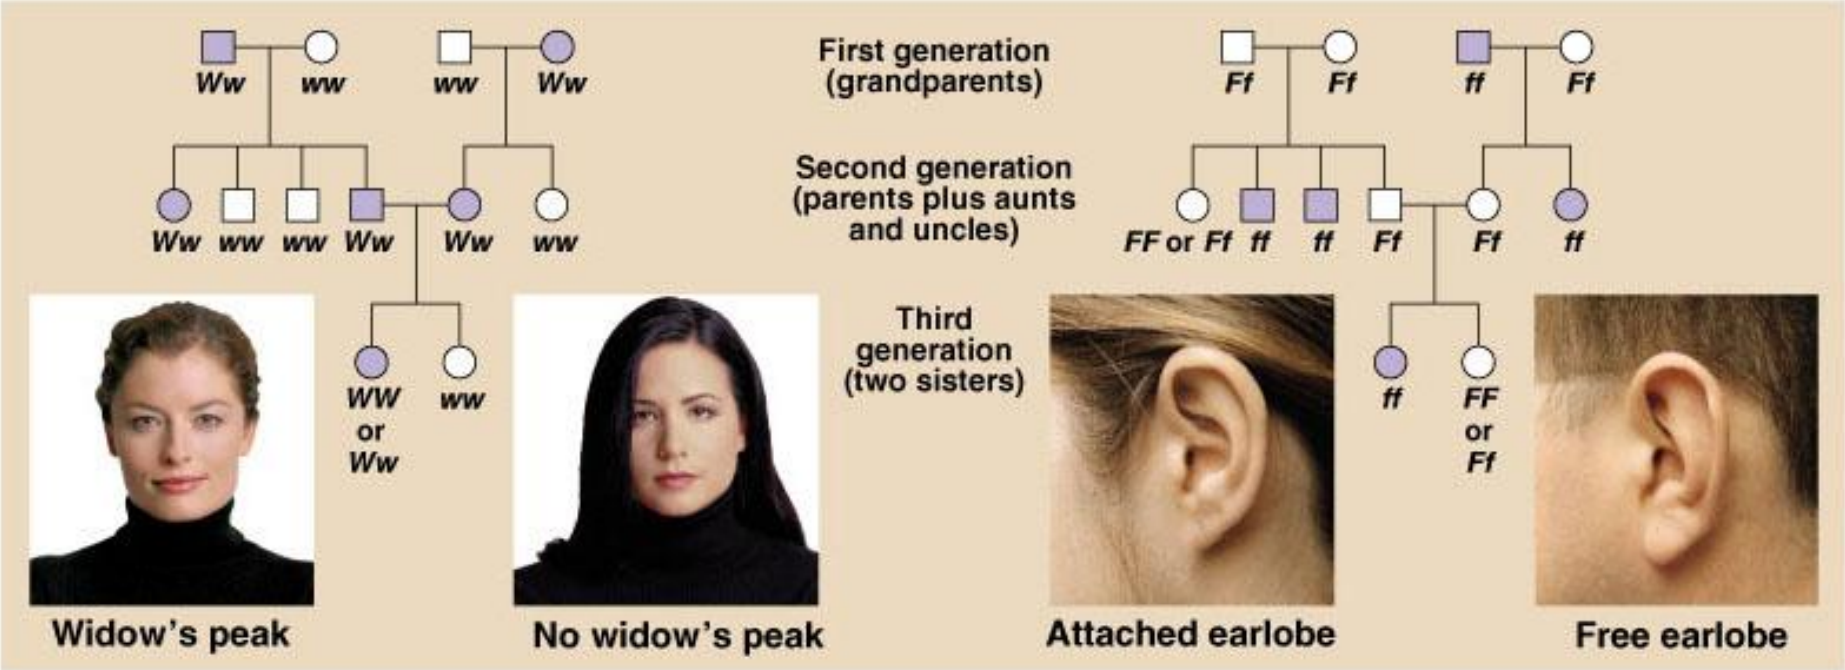 Ww ww ww Ww
First generation
(grandparents)
Ff Ff ff Ff
Second generation
(parents plus aunts
and uncles)
Ww ww ww Ww Ww ww
FF or Ff ff ff Ff Ff ff
Third
generation
(two sisters)
WW
or
Ww
ww
ff
FF
or
Ff
Widow's peak
No widow's peak
Attached earlobe
Free earlobe